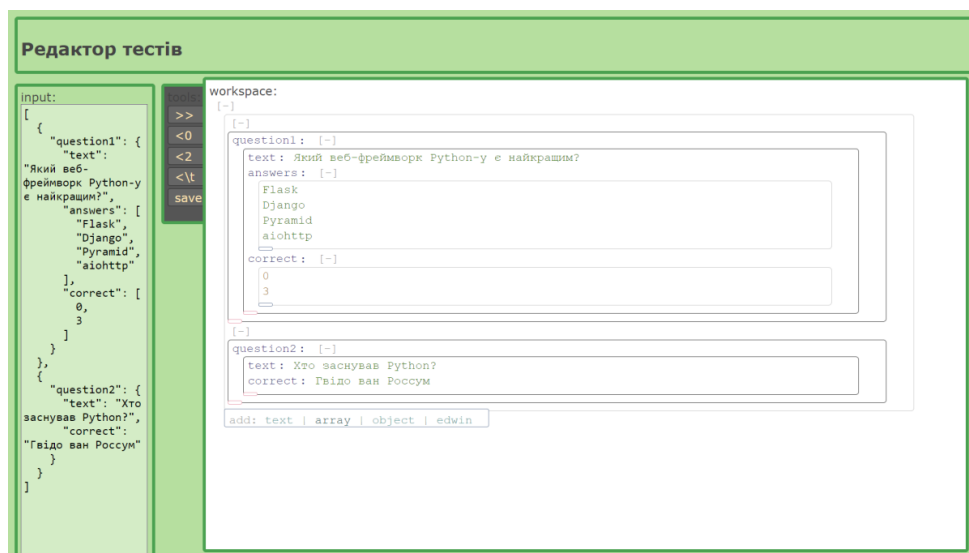 Редактор тестів
input:
[
{
"question1": {
"text":
"Який веб-
фреймворк Python-у
є найкращим?",
"answers": [
"Flask",
"Django",
"Pyramid",
"aiohttp"
],
"correct": [
0,
3
]
}
},
{
"question2": {
"text": "Хто
заснував Python?",
"correct":
"Гвідо ван Россум"
}
}
]
tools:
>>
<0
<2
<\t
save
workspace:
[-]
[-]
question1: [-]
text: Який веб-фреймворк Python-у є найкращим?
answers: [-]
Flask
Django
Pyramid
aiohttp
correct: [-]
0
3
[-]
question2: [-]
text: Хто заснував Python?
correct: Гвідо ван Россум
add: text | array | object | edwin